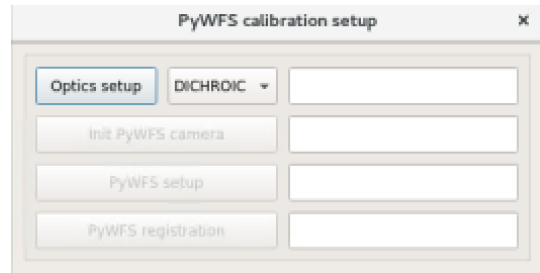 PyWFS calibration setup ×
Optics setup DICHROIC
Init PyWFS camera
PyWFS setup
PyWFS registration